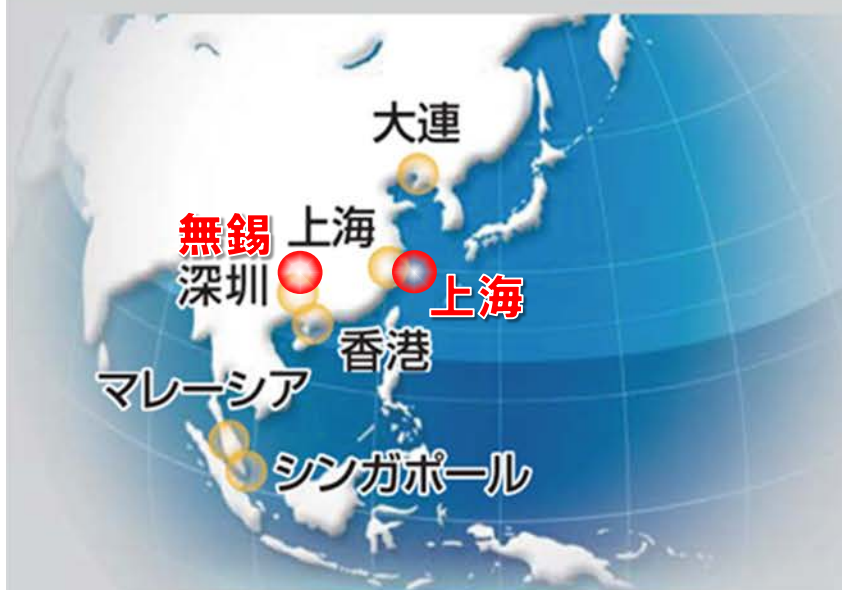 大連
無錫
上海
深圳
上海
香港
マレーシア
シンガポール